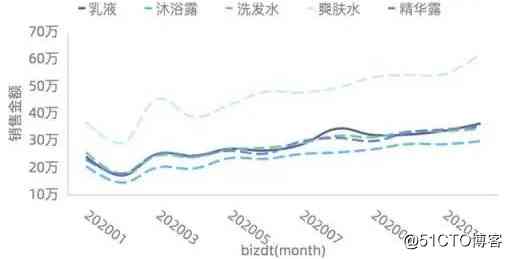 乳液 沐浴露 洗发水 爽肤水 精华露
70万
60万
50万
40万
30万
20万
10万
销售金额
202001
202003
202005
202007
bizdt(month)
@51CTO博客